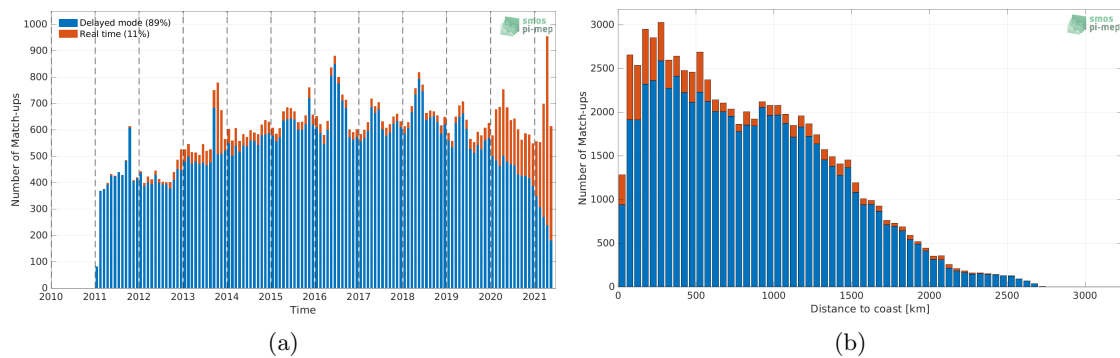 Delayed mode (89%)
Real time (11%)
smos
pi-mep
Number of Match-ups
1000
900
800
700
600
500
400
300
200
100
0
2010 2011 2012 2013 2014 2015 2016 2017 2018 2019 2020 2021
Time
(a)
smos
pi-mep
Number of Match-ups
3000
2500
2000
1500
1000
500
0
0 500 1000 1500 2000 2500 3000
Distance to coast [km]
(b)